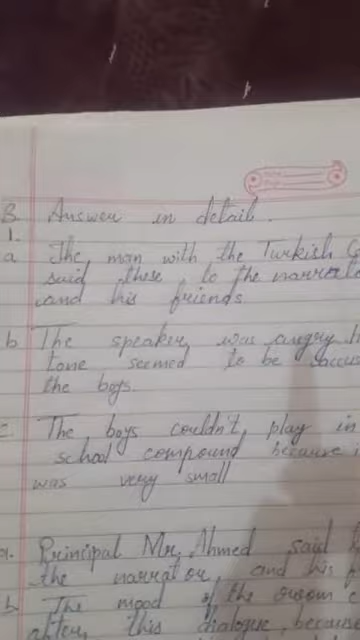 B. Answer in detail.
1.
a The man with the Turkish
said these to the narrato
and his friends
b The speaker was angry
tone seemed to be accus
the boys.
c. The boys couldn't play in
school compound because
was very small
a. Principal Mr. Ahmed said
the narrator, and his
b. The mood of the
after this dialogue, because